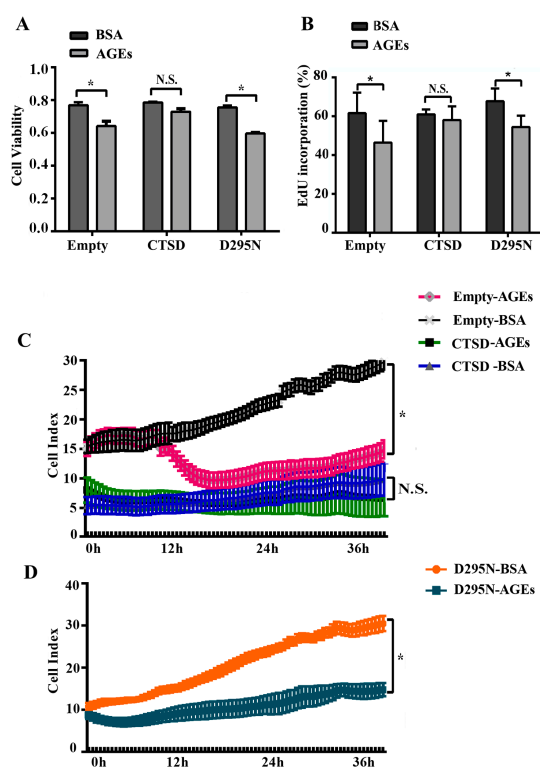 A
BSA
AGEs
Cell Viability
1.0
0.8
0.6
0.4
0.2
0.0
*
N.S.
*
Empty
CTSD
D295N
B
BSA
AGEs
EdU incorporation (%)
80
60
40
20
0
*
N.S.
*
Empty
CTSD
D295N
C
Empty-AGEs
Empty-BSA
CTSD-AGEs
CTSD -BSA
Cell Index
30
25
20
15
10
5
0
*
N.S.
0h
12h
24h
36h
D
D295N-BSA
D295N-AGEs
Cell Index
40
30
20
10
0
*
0h
12h
24h
36h